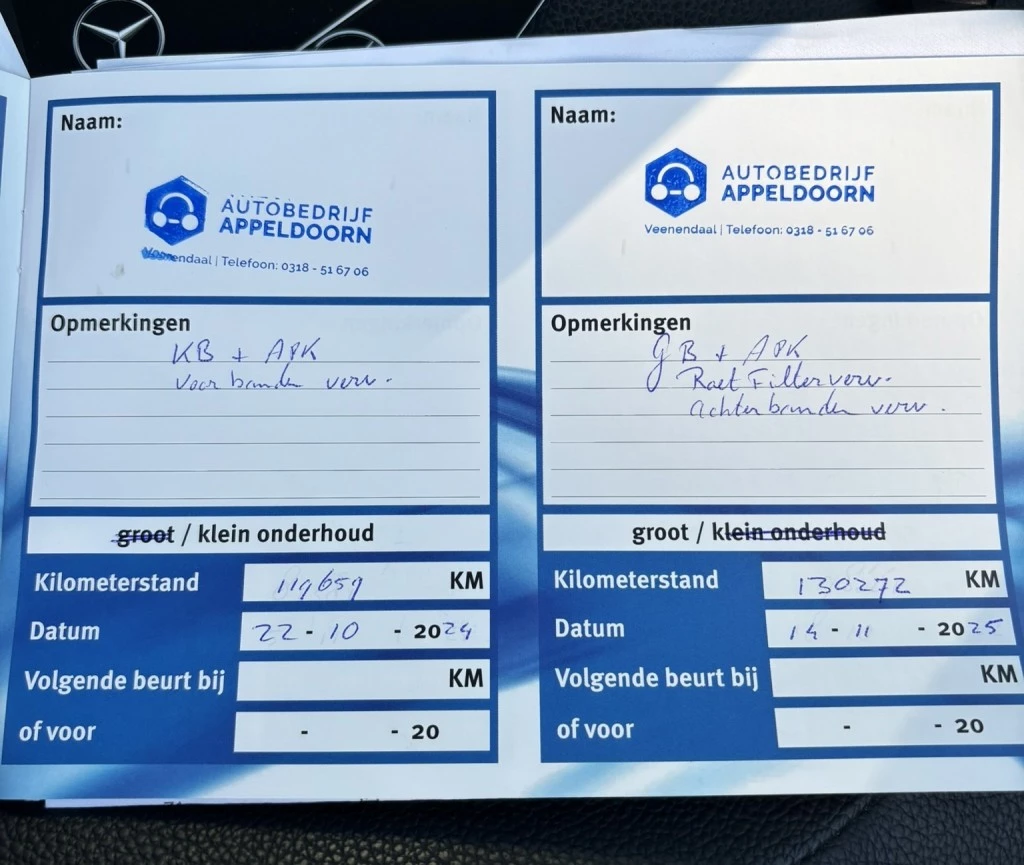 Naam:
AUTOBEDRIJF
APPELDOORN
Veenendaal | Telefoon: 0318 - 51 67 06
Opmerkingen
KB + APK
Voorbanden verv.
groot / klein onderhoud
Kilometerstand 119659 KM
Datum 22 - 10 - 2024
Volgende beurt bij KM
of voor - - 20
Naam:
AUTOBEDRIJF
APPELDOORN
Veenendaal | Telefoon: 0318 - 51 67 06
Opmerkingen
GB + APK
Roet Filter verv.
Achterbanden verv.
groot / klein onderhoud
Kilometerstand 130272 KM
Datum 14 - 11 - 2025
Volgende beurt bij KM
of voor - - 20